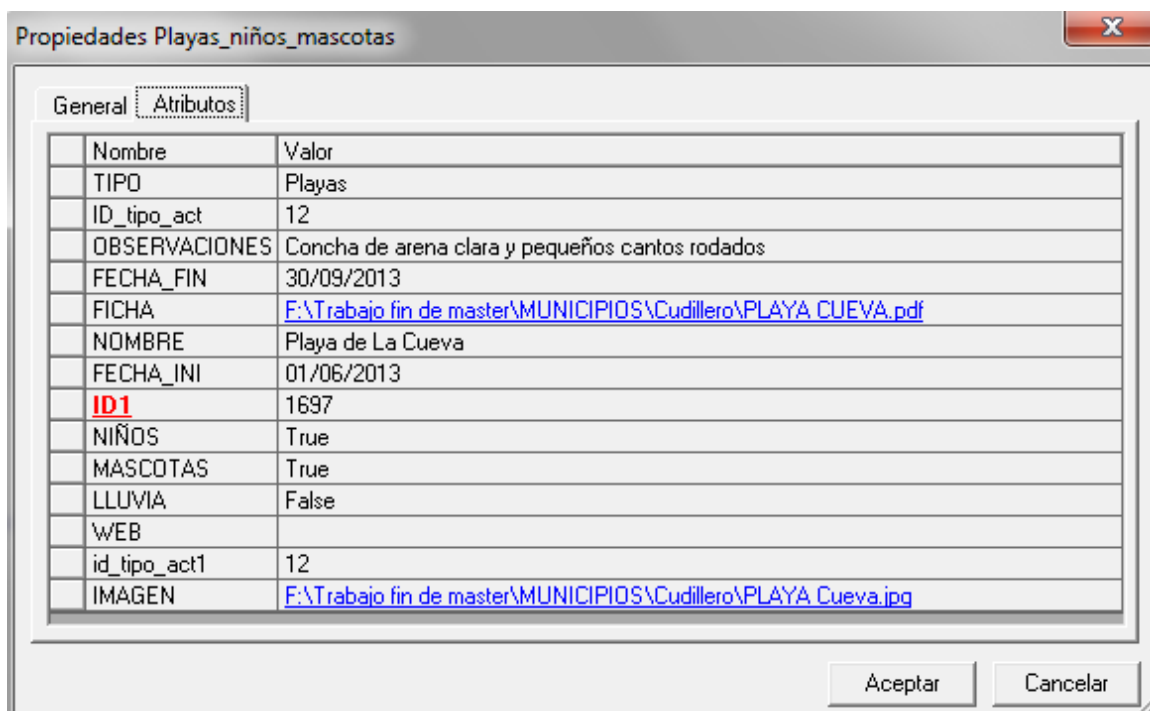 Propiedades Playas_niños_mascotas
General Atributos
Nombre Valor
TIPO Playas
ID_tipo_act 12
OBSERVACIONES Concha de arena clara y pequeños cantos rodados
FECHA_FIN 30/09/2013
FICHA F:\Trabajo fin de master\MUNICIPIOS\Cudillero\PLAYA CUEVA.pdf
NOMBRE Playa de La Cueva
FECHA_INI 01/06/2013
ID1 1697
NIÑOS True
MASCOTAS True
LLUVIA False
WEB
id_tipo_act1 12
IMAGEN F:\Trabajo fin de master\MUNICIPIOS\Cudillero\PLAYA Cueva.jpg
Aceptar Cancelar